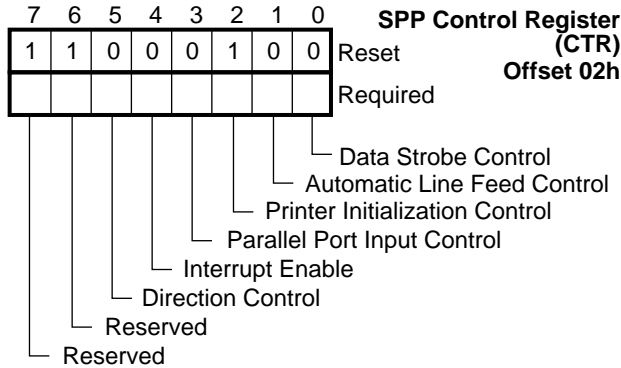 7 6 5 4 3 2 1 0
SPP Control Register
(CTR)
Offset 02h
1 1 0 0 0 1 0 0 Reset
Required
Data Strobe Control
Automatic Line Feed Control
Printer Initialization Control
Parallel Port Input Control
Interrupt Enable
Direction Control
Reserved
Reserved